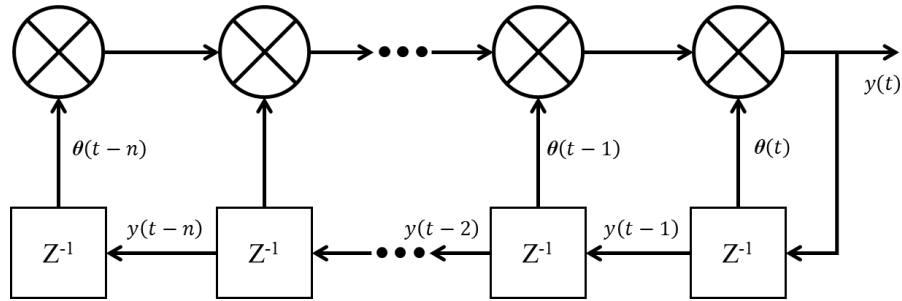 y(t)
θ(t − n)
θ(t − 1)
θ(t)
y(t − n)
y(t − 2)
y(t − 1)
Z⁻¹
Z⁻¹
Z⁻¹
Z⁻¹